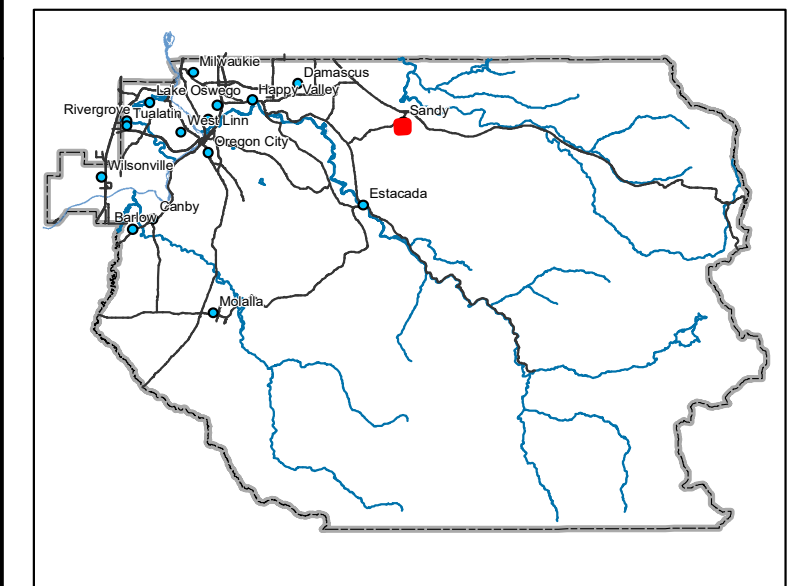 Milwaukie
Damascus
Lake Oswego
Happy Valley
Rivergrove
Tualatin
Sandy
West Linn
Oregon City
Wilsonville
Estacada
Canby
Barlow
Molalla